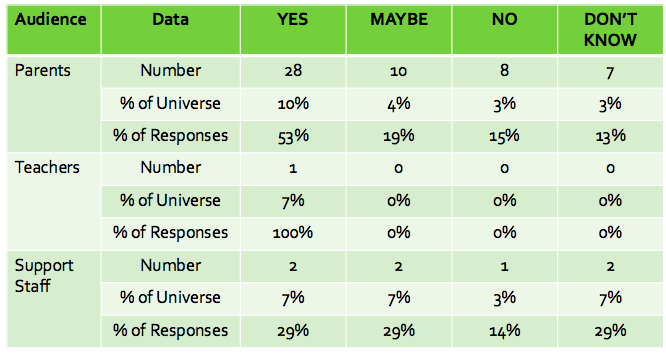 Audience Data YES MAYBE NO DON'T KNOW
Parents Number 28 10 8 7
% of Universe 10% 4% 3% 3%
% of Responses 53% 19% 15% 13%
Teachers Number 1 0 0 0
% of Universe 7% 0% 0% 0%
% of Responses 100% 0% 0% 0%
Support Staff Number 2 2 1 2
% of Universe 7% 7% 3% 7%
% of Responses 29% 29% 14% 29%